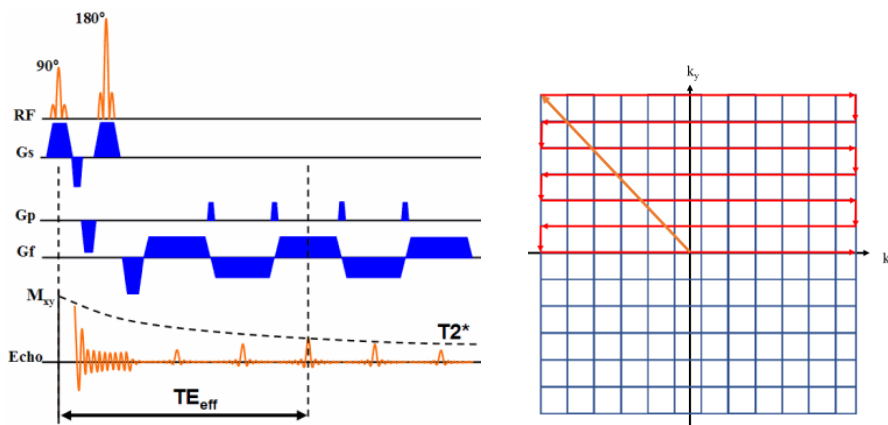 180°
90°
RF
Gs
Gp
Gf
Mxy
T2*
Echo
TEeff
ky
k